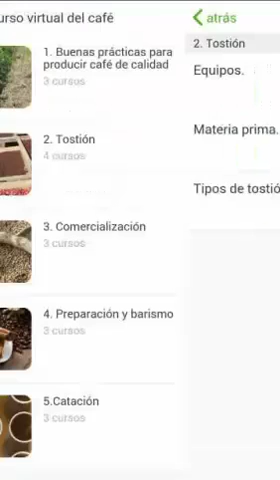 urso virtual del café
1. Buenas prácticas para
producir café de calidad
3 cursos
2. Tostión
4 cursos
3. Comercialización
3 cursos
4. Preparación y barismo
3 cursos
5.Catación
3 cursos
atrás
2. Tostión
Equipos.
Materia prima.
Tipos de tostió